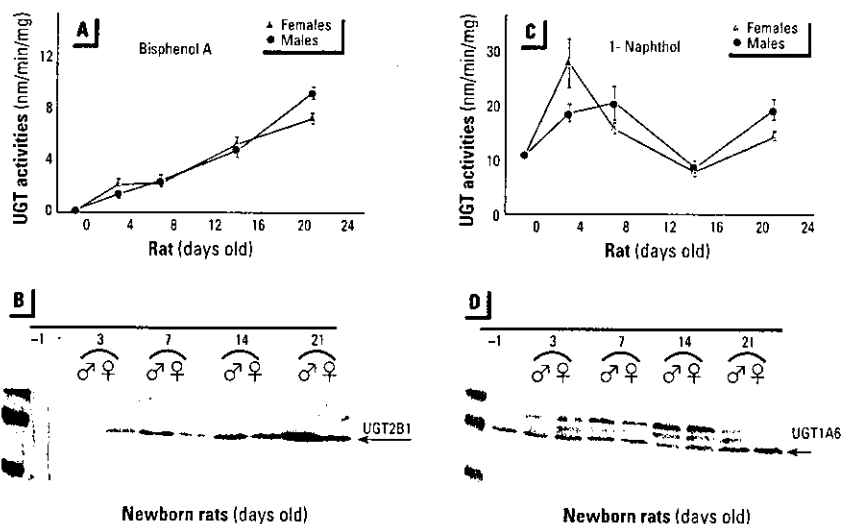 A
Bisphenol A
Females
Males
UGT activities (nm/min/mg)
12
8
4
0
0 4 8 12 16 20 24
Rat (days old)
C
1- Naphthol
Females
Males
UGT activities (nm/min/mg)
30
20
10
0
0 4 8 12 16 20 24
Rat (days old)
B
-1 3 7 14 21
♂♀ ♂♀ ♂♀ ♂♀
UGT2B1
Newborn rats (days old)
D
-1 3 7 14 21
♂♀ ♂♀ ♂♀ ♂♀
UGT1A6
Newborn rats (days old)